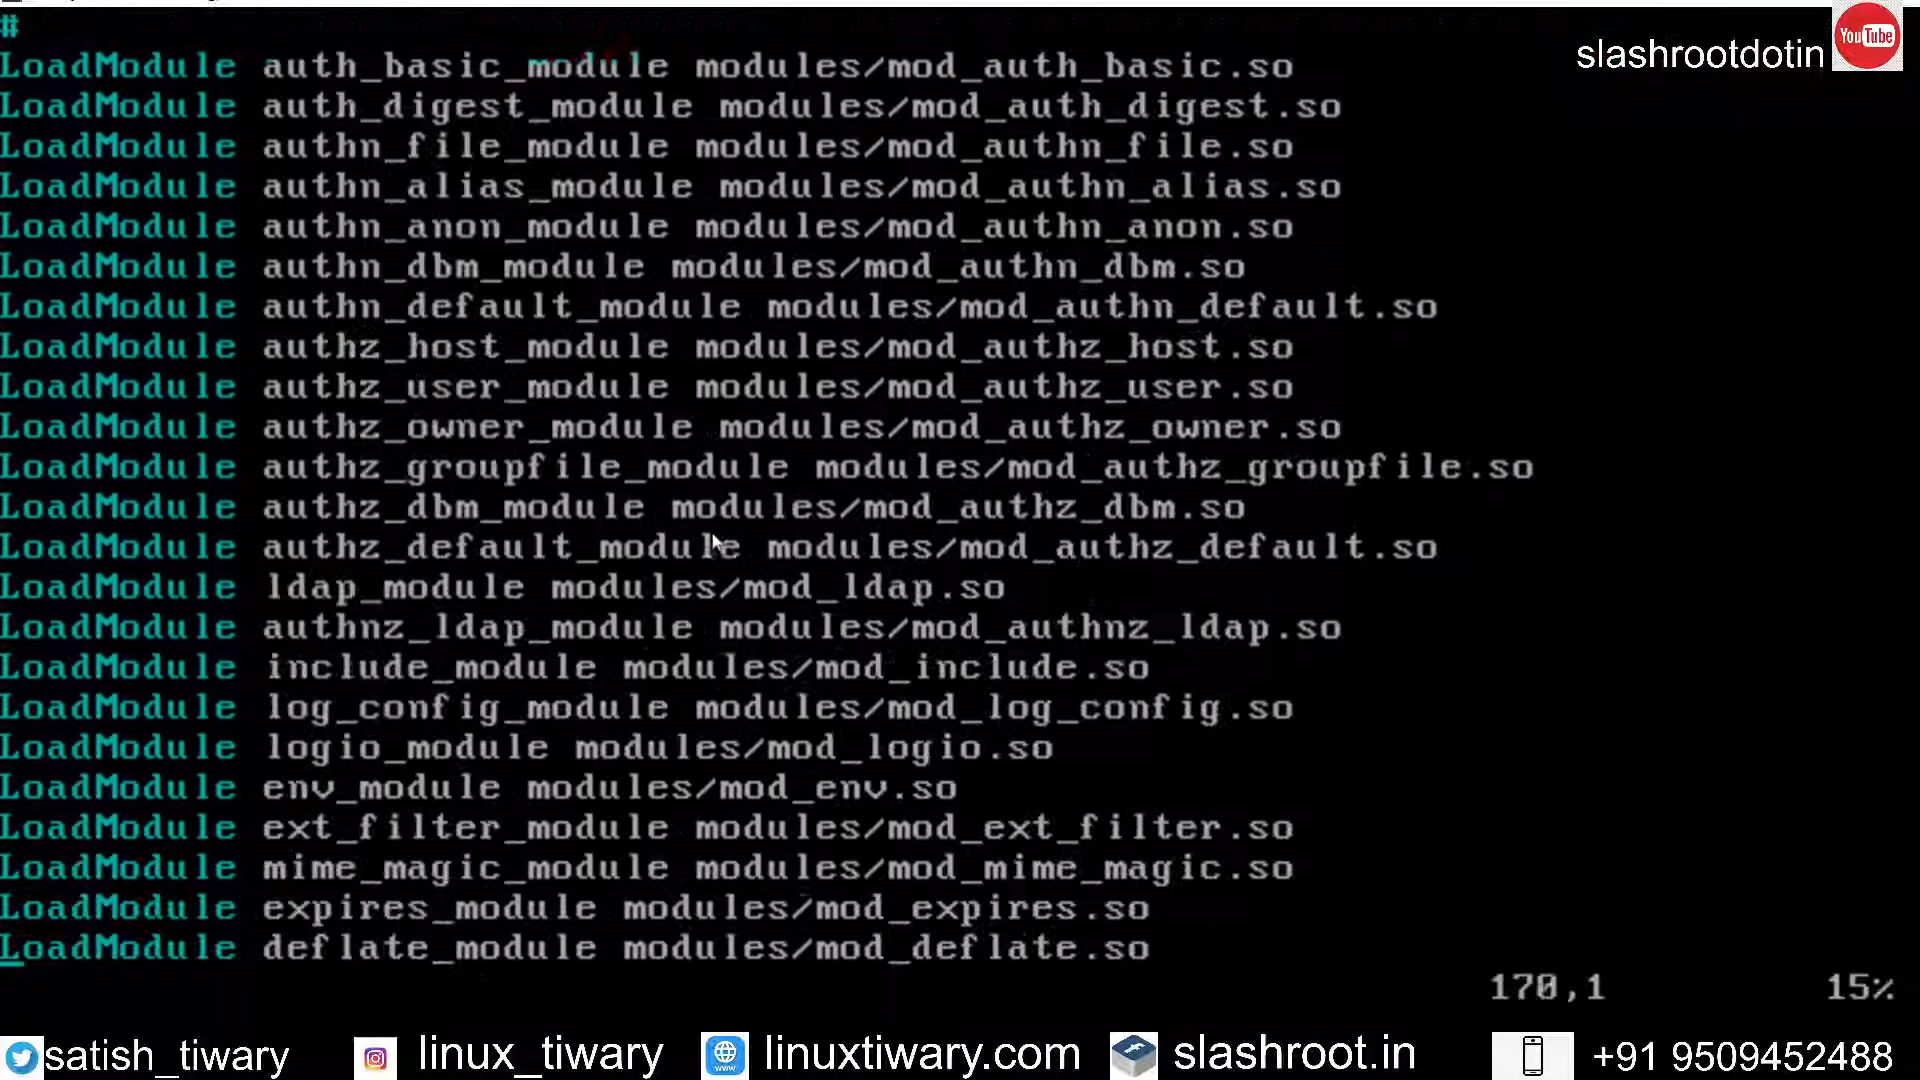 #
LoadModule auth_basic_module modules/mod_auth_basic.so
LoadModule auth_digest_module modules/mod_auth_digest.so
LoadModule authn_file_module modules/mod_authn_file.so
LoadModule authn_alias_module modules/mod_authn_alias.so
LoadModule authn_anon_module modules/mod_authn_anon.so
LoadModule authn_dbm_module modules/mod_authn_dbm.so
LoadModule authn_default_module modules/mod_authn_default.so
LoadModule authz_host_module modules/mod_authz_host.so
LoadModule authz_user_module modules/mod_authz_user.so
LoadModule authz_owner_module modules/mod_authz_owner.so
LoadModule authz_groupfile_module modules/mod_authz_groupfile.so
LoadModule authz_dbm_module modules/mod_authz_dbm.so
LoadModule authz_default_module modules/mod_authz_default.so
LoadModule ldap_module modules/mod_ldap.so
LoadModule authnz_ldap_module modules/mod_authnz_ldap.so
LoadModule include_module modules/mod_include.so
LoadModule log_config_module modules/mod_log_config.so
LoadModule logio_module modules/mod_logio.so
LoadModule env_module modules/mod_env.so
LoadModule ext_filter_module modules/mod_ext_filter.so
LoadModule mime_magic_module modules/mod_mime_magic.so
LoadModule expires_module modules/mod_expires.so
LoadModule deflate_module modules/mod_deflate.so
170,1 15%
slashrootdotin YouTube
satish_tiwary linux_tiwary www linuxtiwary.com slashroot.in +91 9509452488